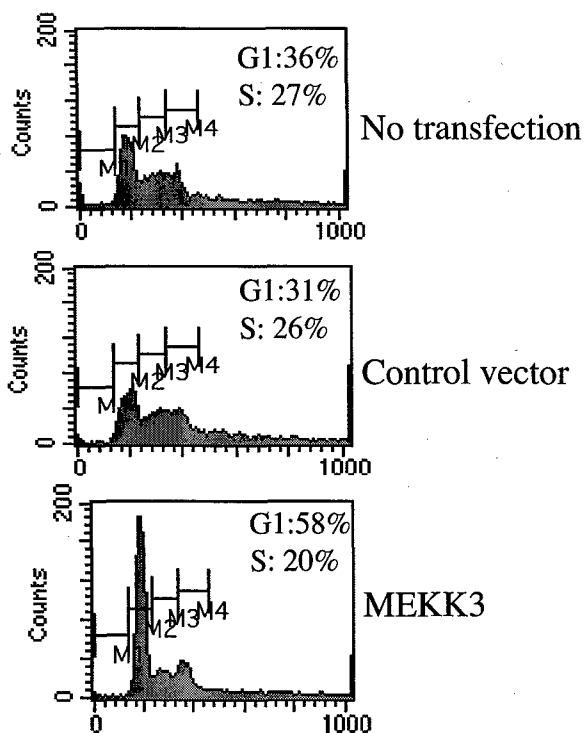 200
G1:36%
S: 27%
Counts
M1
M2
M3
M4
No transfection
0
0
1000
200
G1:31%
S: 26%
Counts
M
M2
M3
M4
Control vector
0
0
1000
200
G1:58%
S: 20%
Counts
M
M2
M3
M4
MEKK3
0
0
1000